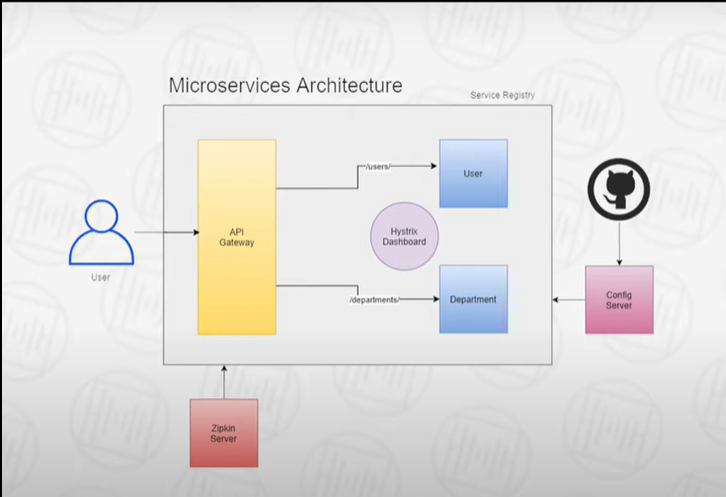 Microservices Architecture
Service Registry
/users/
User
API
Gateway
Hystrix
Dashboard
User
/departments/
Department
Config
Server
Zipkin
Server